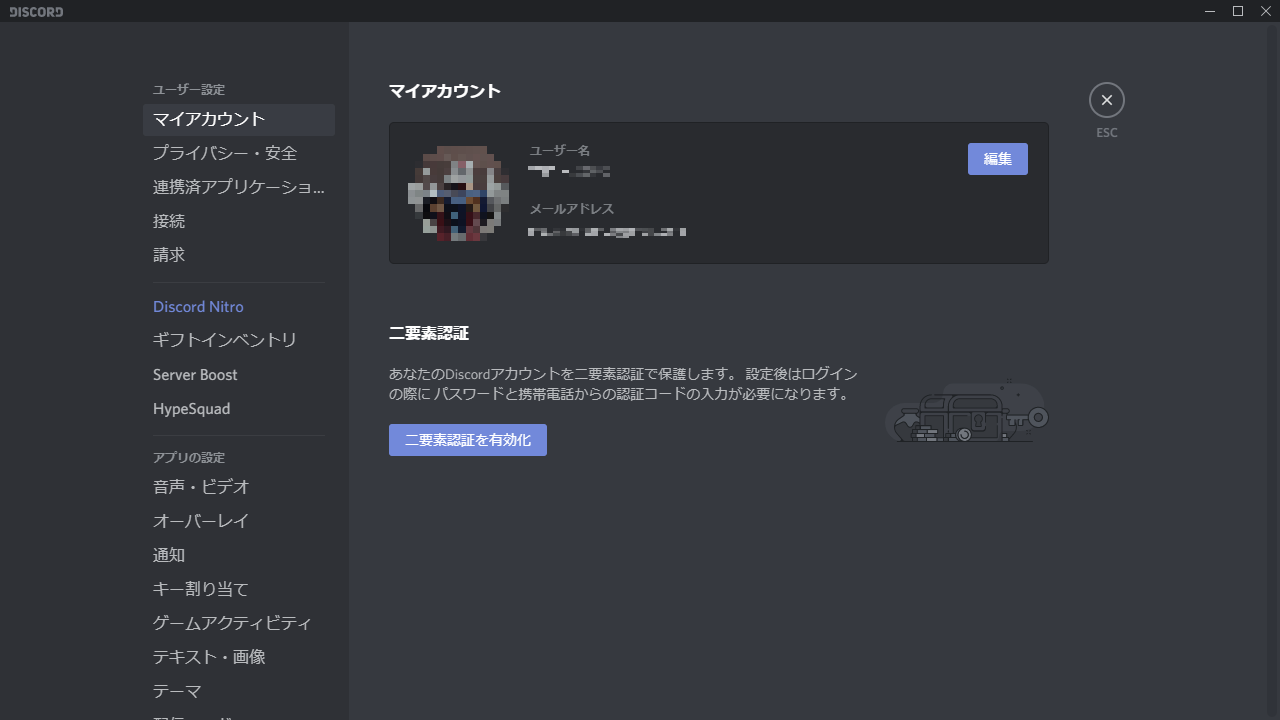 DISCORD
ユーザー設定
マイアカウント
プライバシー・安全
連携済アプリケーショ...
接続
請求
Discord Nitro
ギフトインベントリ
Server Boost
HypeSquad
アプリの設定
音声・ビデオ
オーバーレイ
通知
キー割り当て
ゲームアクティビティ
テキスト・画像
テーマ
マイアカウント
ユーザー名
編集
メールアドレス
ESC
二要素認証
あなたのDiscordアカウントを二要素認証で保護します。 設定後はログイン
の際に パスワードと携帯電話からの認証コードの入力が必要になります。
二要素認証を有効化